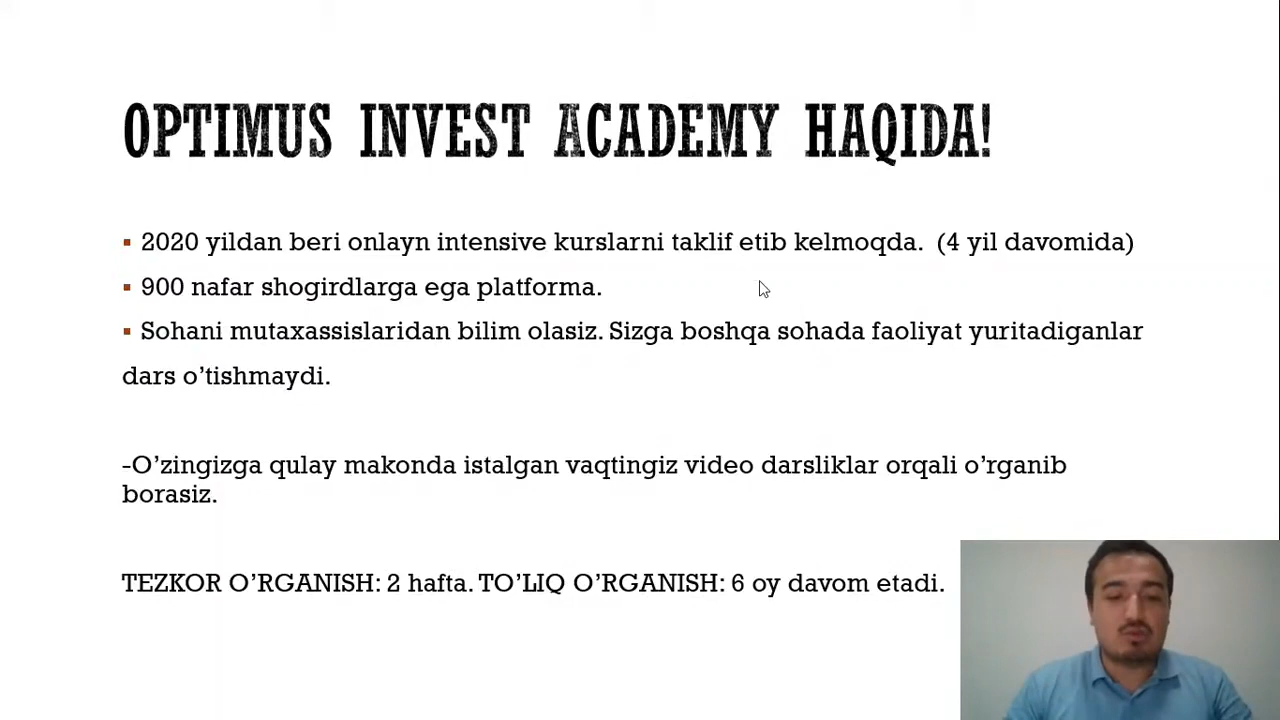 OPTIMUS INVEST ACADEMY HAQIDA!
▪ 2020 yildan beri onlayn intensive kurslarni taklif etib kelmoqda. (4 yil davomida)
▪ 900 nafar shogirdlarga ega platforma.
▪ Sohani mutaxassislaridan bilim olasiz. Sizga boshqa sohada faoliyat yuritadiganlar
dars o’tishmaydi.
-O’zingizga qulay makonda istalgan vaqtingiz video darsliklar orqali o’rganib
borasiz.
TEZKOR O’RGANISH: 2 hafta. TO’LIQ O’RGANISH: 6 oy davom etadi.